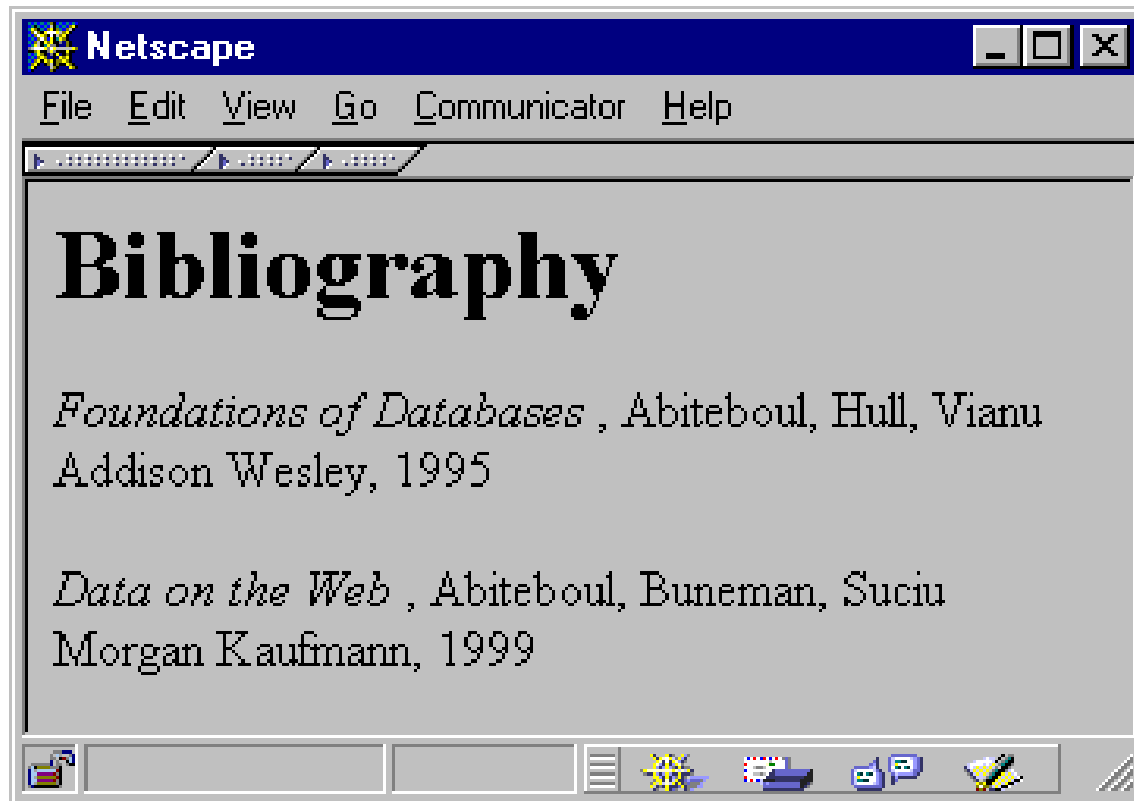 Netscape
File Edit View Go Communicator Help
Bibliography
Foundations of Databases , Abiteboul, Hull, Vianu
Addison Wesley, 1995
Data on the Web , Abiteboul, Buneman, Suciu
Morgan Kaufmann, 1999